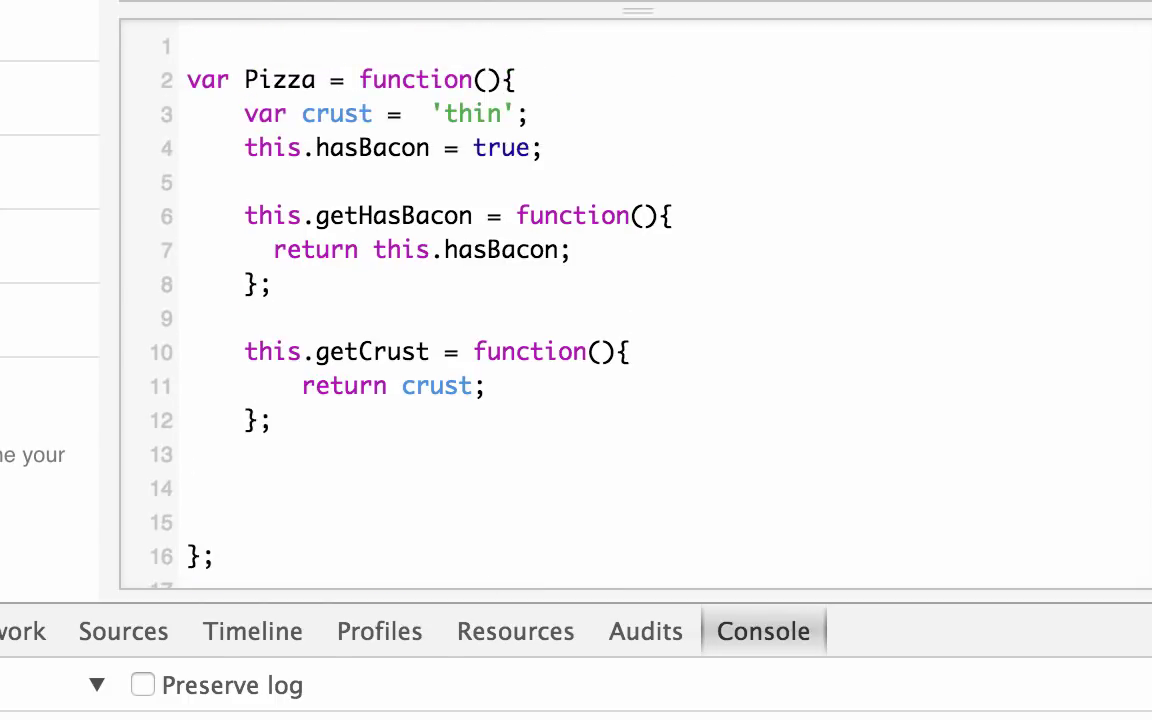 1
2 var Pizza = function(){
3     var crust =  'thin';
4     this.hasBacon = true;
5
6     this.getHasBacon = function(){
7       return this.hasBacon;
8     };
9
10     this.getCrust = function(){
11         return crust;
12     };
13
14
15
16 };
your
Sources Timeline Profiles Resources Audits Console
▼ Preserve log